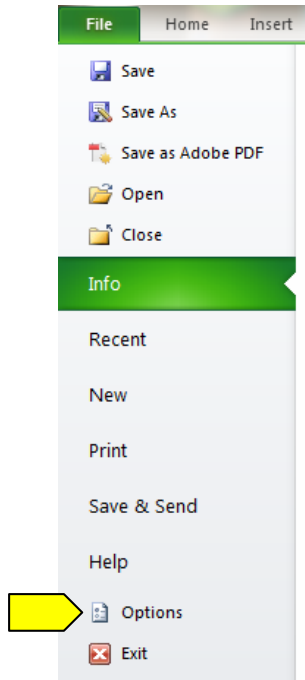 File Home Insert
Save
Save As
Save as Adobe PDF
Open
Close
Info
Recent
New
Print
Save & Send
Help
Options
Exit